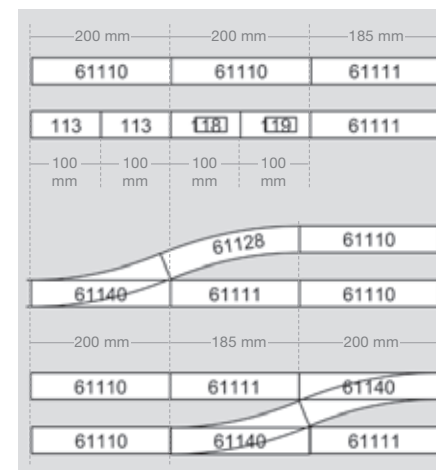 200 mm 200 mm 185 mm
61110 61110 61111
113 113 118 119 61111
100 100 100 100
mm mm mm mm
61128 61110
61140 61111 61110
200 mm 185 mm 200 mm
61110 61111 61140
61110 61140 61111